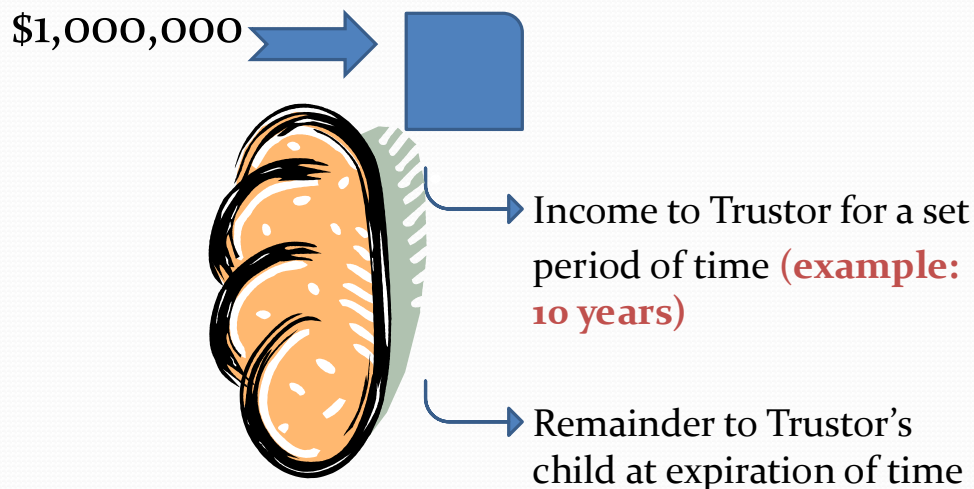 $1,000,000
Income to Trustor for a set
period of time (example:
10 years)
Remainder to Trustor’s
child at expiration of time